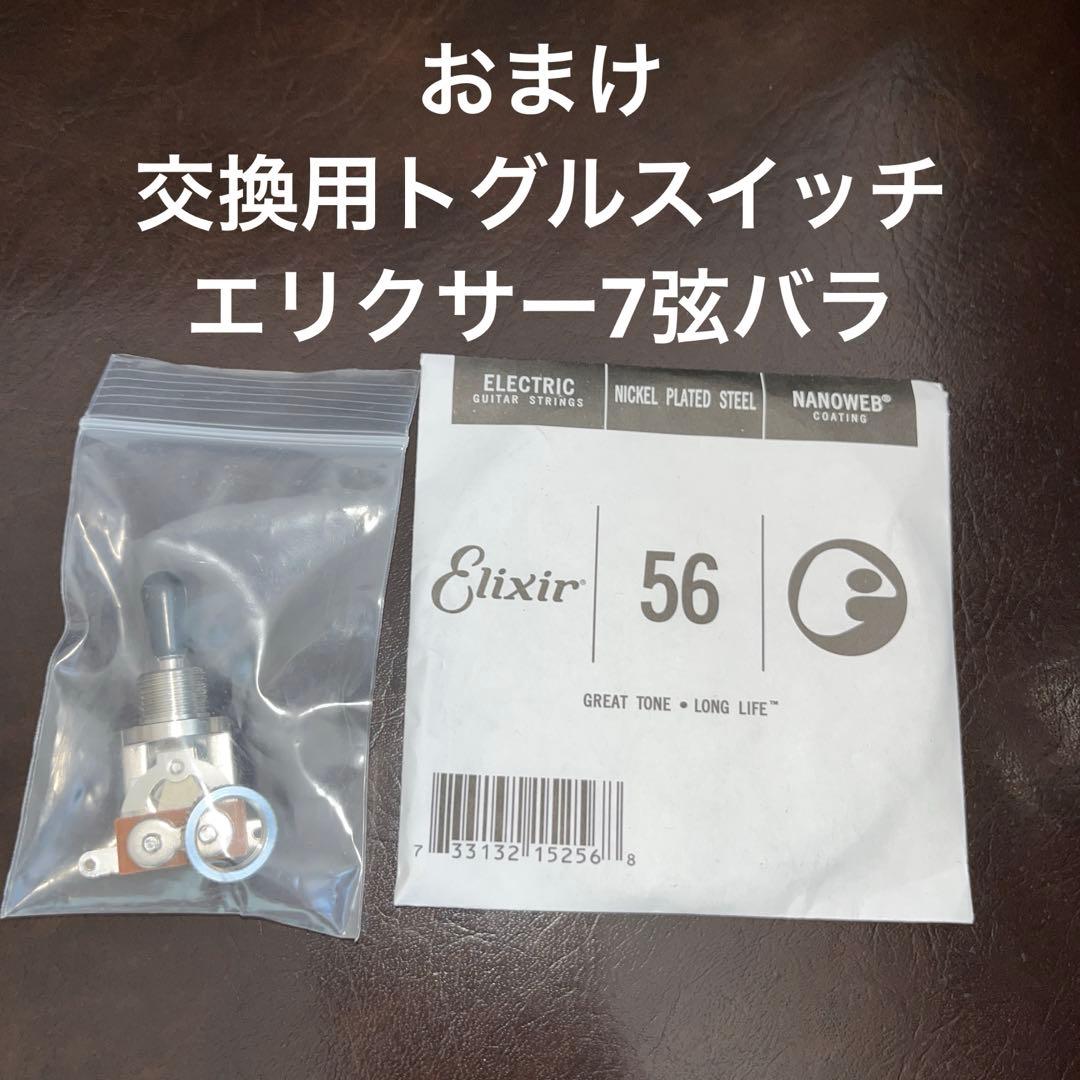 おまけ
交換用トグルスイッチ
エリクサー7弦バラ
ELECTRIC
GUITAR STRINGS
NICKEL PLATED STEEL
NANOWEB®
COATING
Elixir®
56
GREAT TONE • LONG LIFE™
7 33132 15256 8